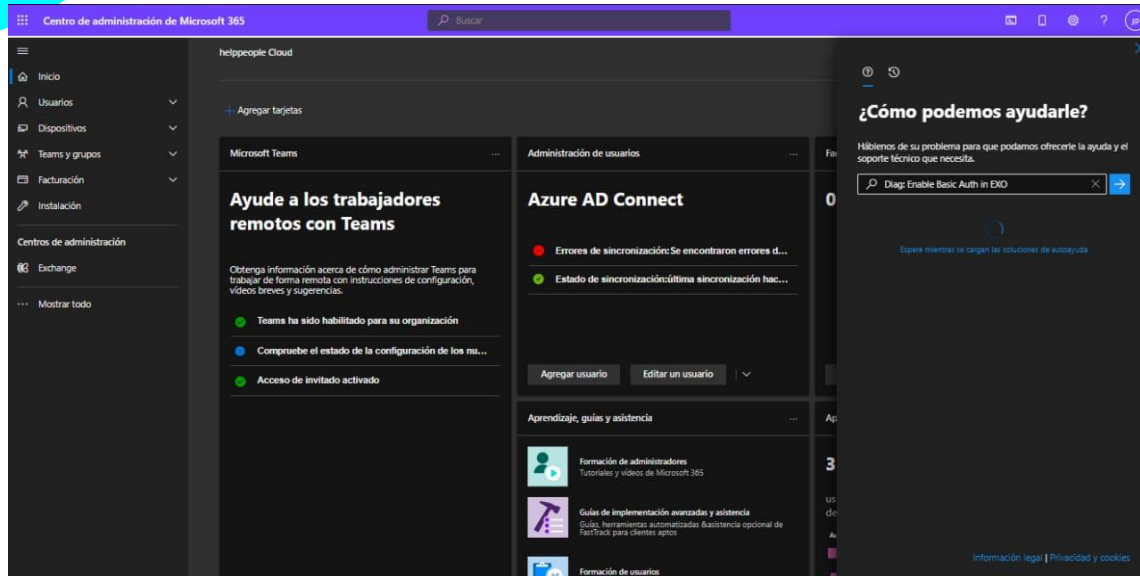 Centro de administración de Microsoft 365
Buscar
JP
helppeople Cloud
Inicio
Usuarios
Dispositivos
Teams y grupos
Facturación
Instalación
Centros de administración
Exchange
Mostrar todo
Agregar tarjetas
Microsoft Teams
Ayude a los trabajadores
remotos con Teams
Obtenga información acerca de cómo administrar Teams para
trabajar de forma remota con instrucciones de configuración,
vídeos breves y sugerencias.
Teams ha sido habilitado para su organización
Compruebe el estado de la configuración de los nu...
Acceso de invitado activado
Administración de usuarios
Azure AD Connect
Errores de sincronización:Se encontraron errores d...
Estado de sincronización:última sincronización hac...
Agregar usuario
Editar un usuario
Aprendizaje, guías y asistencia
Formación de administradores
Tutoriales y vídeos de Microsoft 365
Guías de implementación avanzadas y asistencia
Guías, herramientas automatizadas &asistencia opcional de
FastTrack para clientes aptos
Formación de usuarios
Fa
0
Ap
3
us
de
¿Cómo podemos ayudarle?
Háblenos de su problema para que podamos ofrecerle la ayuda y el
soporte técnico que necesita.
Diag: Enable Basic Auth in EXO
Espere mientras se cargan las soluciones de autoayuda
Información legal | Privacidad y cookies